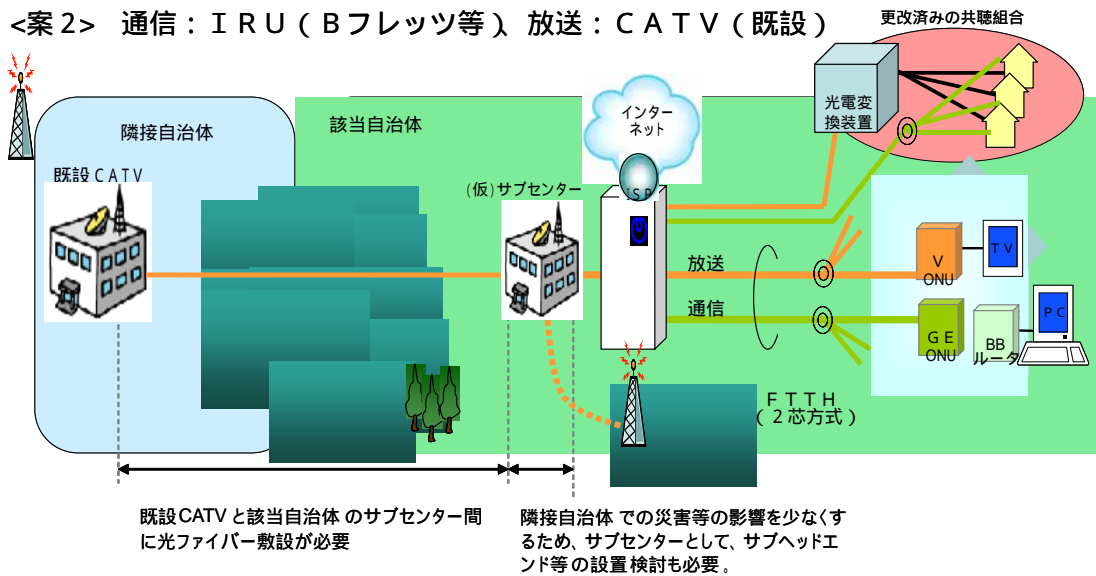 <案2> 通信:IRU(Bフレッツ等)、放送:CATV(既設)
更改済みの共聴組合
隣接自治体
該当自治体
インター
ネット
光電変
換装置
既設CATV
(仮)サブセンター
ISP
放送
通信
V
ONU
TV
GE
ONU
BB
ルータ
PC
FTTH
(2芯方式)
既設CATVと該当自治体のサブセンター間
に光ファイバー敷設が必要
隣接自治体での災害等の影響を少なくす
るため、サブセンターとして、サブヘッドエ
ンド等の設置検討も必要。